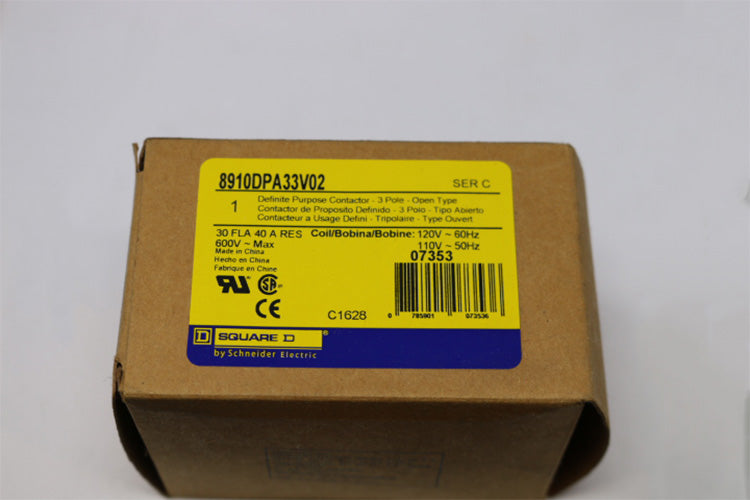 8910DPA33V02 SER C
1 Definite Purpose Contactor - 3 Pole - Open Type
Contactor de Proposito Definido - 3 Polo - Tipo Abierto
Contacteur a Usage Defini - Tripolaire - Type Ouvert
30 FLA 40 A RES Coil/Bobina/Bobine: 120V ~ 60Hz
600V ~ Max 110V ~ 50Hz
Made in China
Hecho en China
Fabrique en Chine
07353
RU SA
CE
C1628
0 785901 073536
D SQUARE D ®
by Schneider Electric